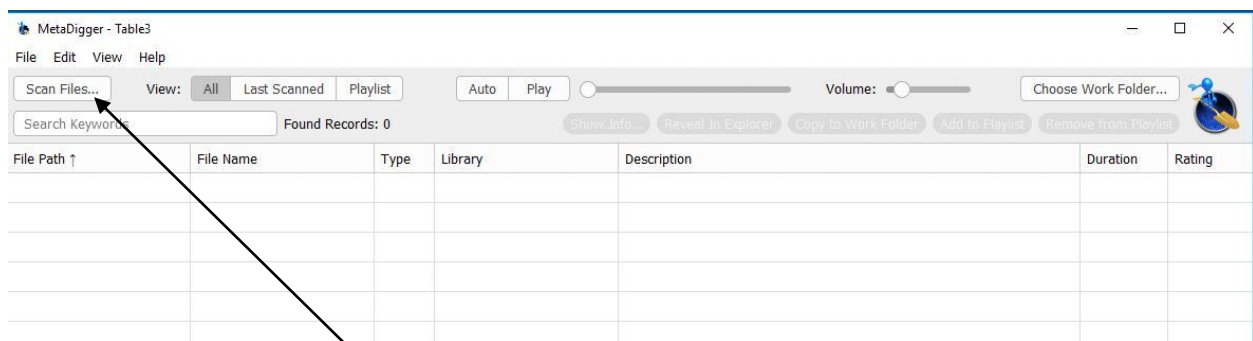 MetaDigger - Table3
File Edit View Help
Scan Files... View: All Last Scanned Playlist Auto Play Volume: Choose Work Folder...
Search Keywords Found Records: 0 Show Info... Reveal In Explorer Copy to Work Folder Add to Playlist Remove from Playlist
File Path ↑ File Name Type Library Description Duration Rating